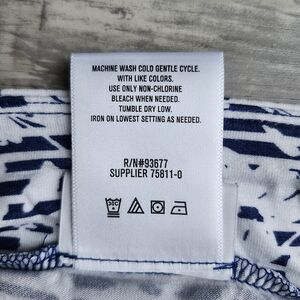 MACHINE WASH COLD GENTLE CYCLE.
WITH LIKE COLORS.
USE ONLY NON-CHLORINE
BLEACH WHEN NEEDED.
TUMBLE DRY LOW.
IRON ON LOWEST SETTING AS NEEDED.
R/N#93677
SUPPLIER 75811-0